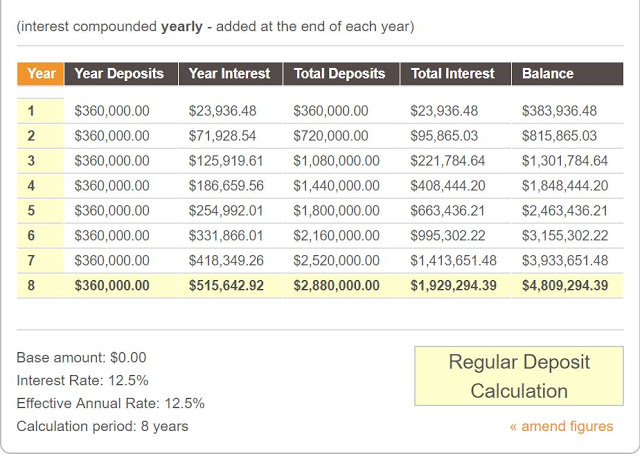 (interest compounded yearly - added at the end of each year)
Year Year Deposits Year Interest Total Deposits Total Interest Balance
1 $360,000.00 $23,936.48 $360,000.00 $23,936.48 $383,936.48
2 $360,000.00 $71,928.54 $720,000.00 $95,865.03 $815,865.03
3 $360,000.00 $125,919.61 $1,080,000.00 $221,784.64 $1,301,784.64
4 $360,000.00 $186,659.56 $1,440,000.00 $408,444.20 $1,848,444.20
5 $360,000.00 $254,992.01 $1,800,000.00 $663,436.21 $2,463,436.21
6 $360,000.00 $331,866.01 $2,160,000.00 $995,302.22 $3,155,302.22
7 $360,000.00 $418,349.26 $2,520,000.00 $1,413,651.48 $3,933,651.48
8 $360,000.00 $515,642.92 $2,880,000.00 $1,929,294.39 $4,809,294.39
Base amount: $0.00
Interest Rate: 12.5%
Effective Annual Rate: 12.5%
Calculation period: 8 years
Regular Deposit
Calculation
« amend figures